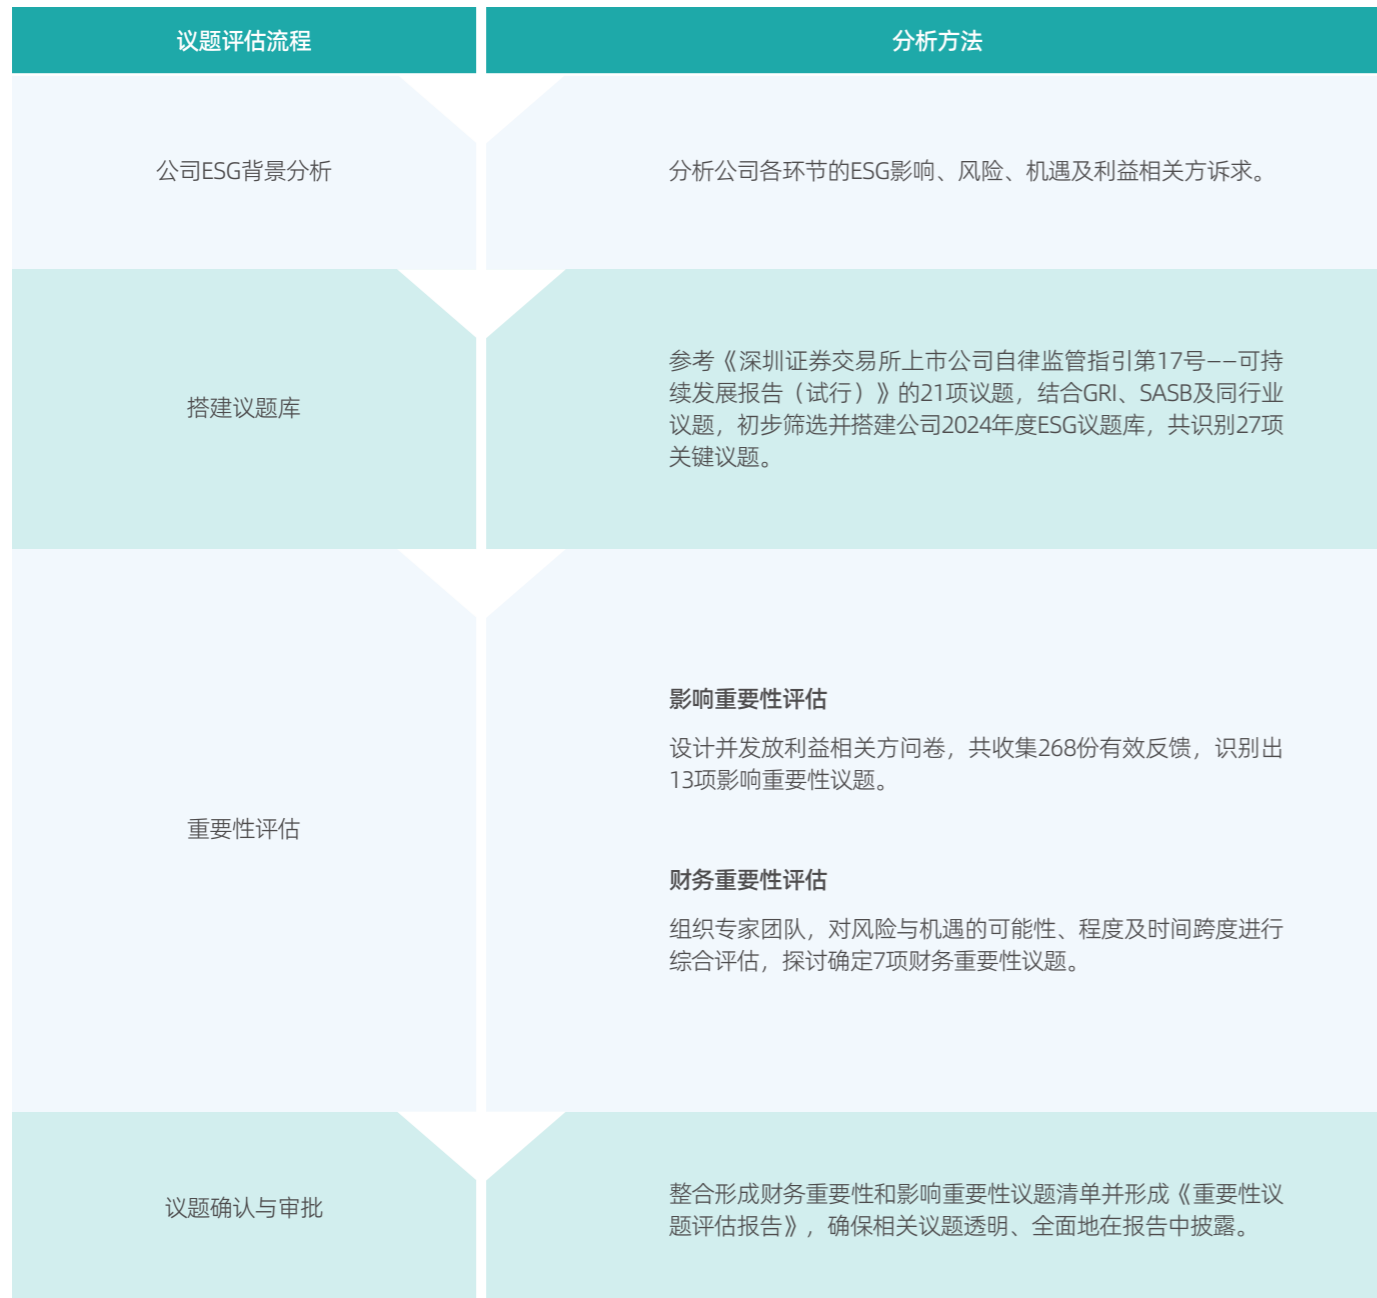 议题评估流程
分析方法
公司ESG背景分析
分析公司各环节的ESG影响、风险、机遇及利益相关方诉求。
搭建议题库
参考《深圳证券交易所上市公司自律监管指引第17号——可持
续发展报告（试行）》的21项议题，结合GRI、SASB及同行业
议题，初步筛选并搭建公司2024年度ESG议题库，共识别27项
关键议题。
重要性评估
影响重要性评估
设计并发放利益相关方问卷，共收集268份有效反馈，识别出
13项影响重要性议题。
财务重要性评估
组织专家团队，对风险与机遇的可能性、程度及时间跨度进行
综合评估，探讨确定7项财务重要性议题。
议题确认与审批
整合形成财务重要性和影响重要性议题清单并形成《重要性议
题评估报告》，确保相关议题透明、全面地在报告中披露。